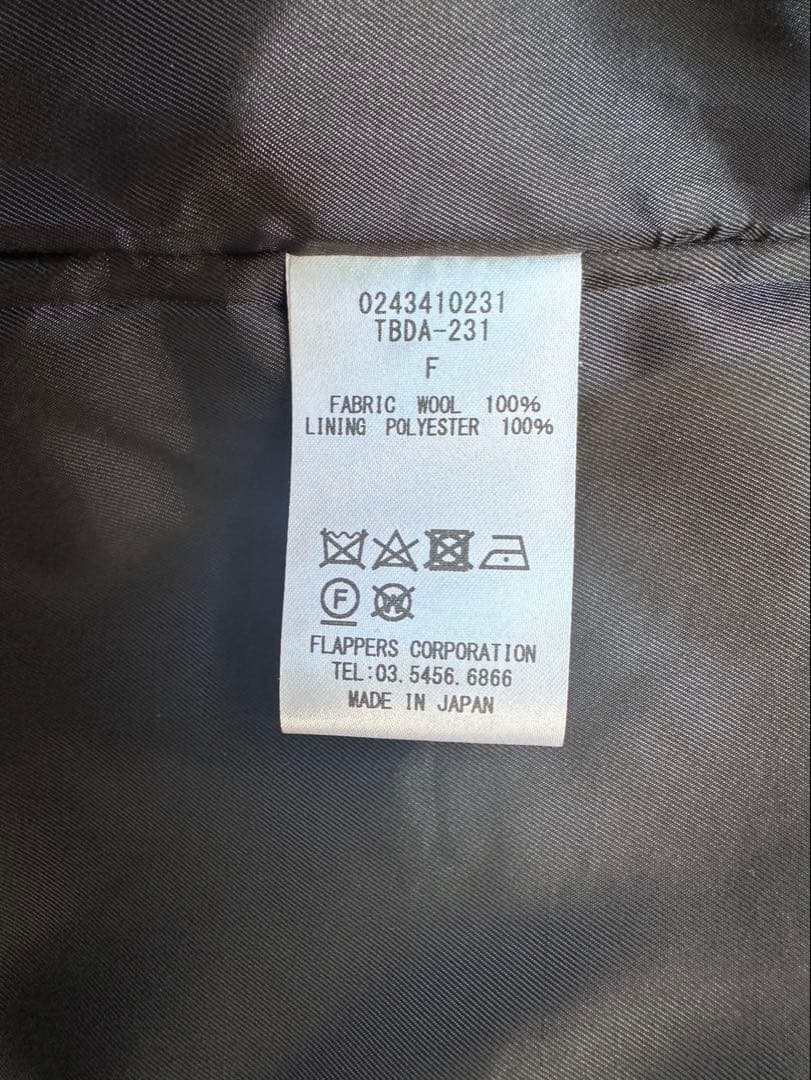 0243410231
TBDA-231
F
FABRIC WOOL 100%
LINING POLYESTER 100%
F W
FLAPPERS CORPORATION
TEL:03.5456.6866
MADE IN JAPAN